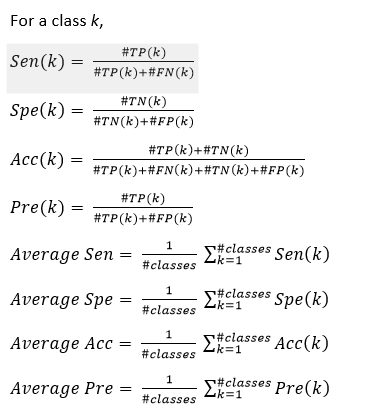 For a class k,
Sen(k) = #TP(k) / #TP(k)+#FN(k)
Spe(k) = #TN(k) / #TN(k)+#FP(k)
Acc(k) = #TP(k)+#TN(k) / #TP(k)+#FN(k)+#TN(k)+#FP(k)
Pre(k) = #TP(k) / #TP(k)+#FP(k)
Average Sen = 1 / #classes ∑_{k=1}^{#classes} Sen(k)
Average Spe = 1 / #classes ∑_{k=1}^{#classes} Spe(k)
Average Acc = 1 / #classes ∑_{k=1}^{#classes} Acc(k)
Average Pre = 1 / #classes ∑_{k=1}^{#classes} Pre(k)